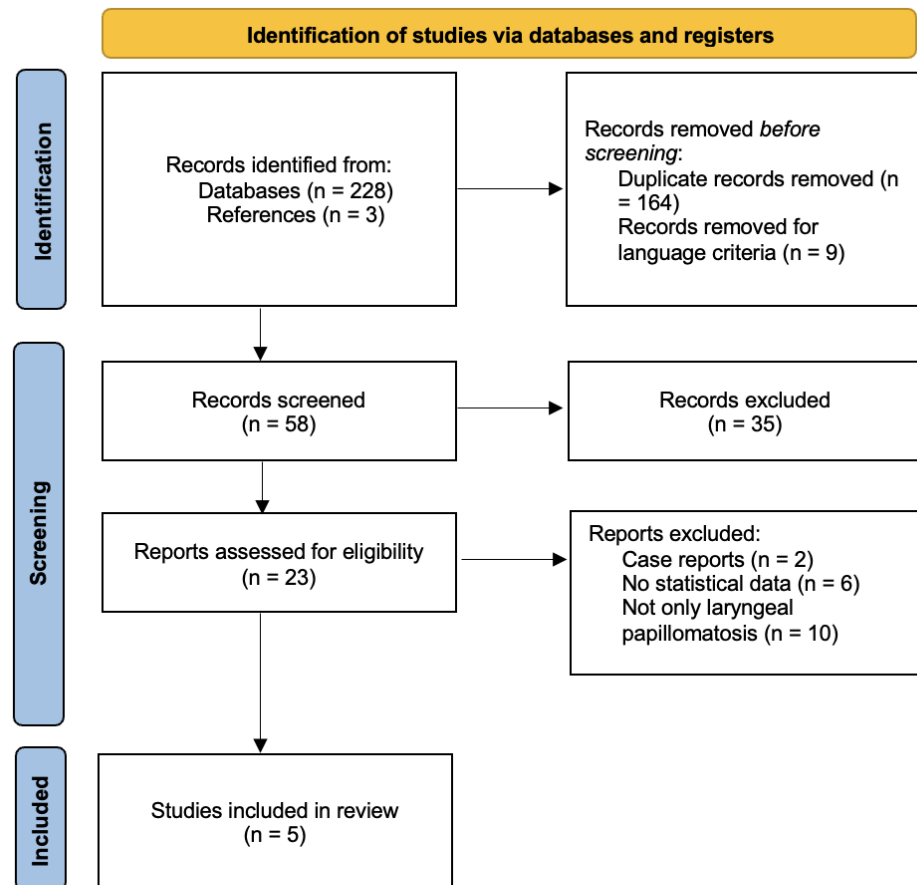 Identification of studies via databases and registers
Identification
Records identified from:
Databases (n = 228)
References (n = 3)
Records removed before
screening:
Duplicate records removed (n
= 164)
Records removed for
language criteria (n = 9)
Screening
Records screened
(n = 58)
Records excluded
(n = 35)
Reports assessed for eligibility
(n = 23)
Reports excluded:
Case reports (n = 2)
No statistical data (n = 6)
Not only laryngeal
papillomatosis (n = 10)
Included
Studies included in review
(n = 5)